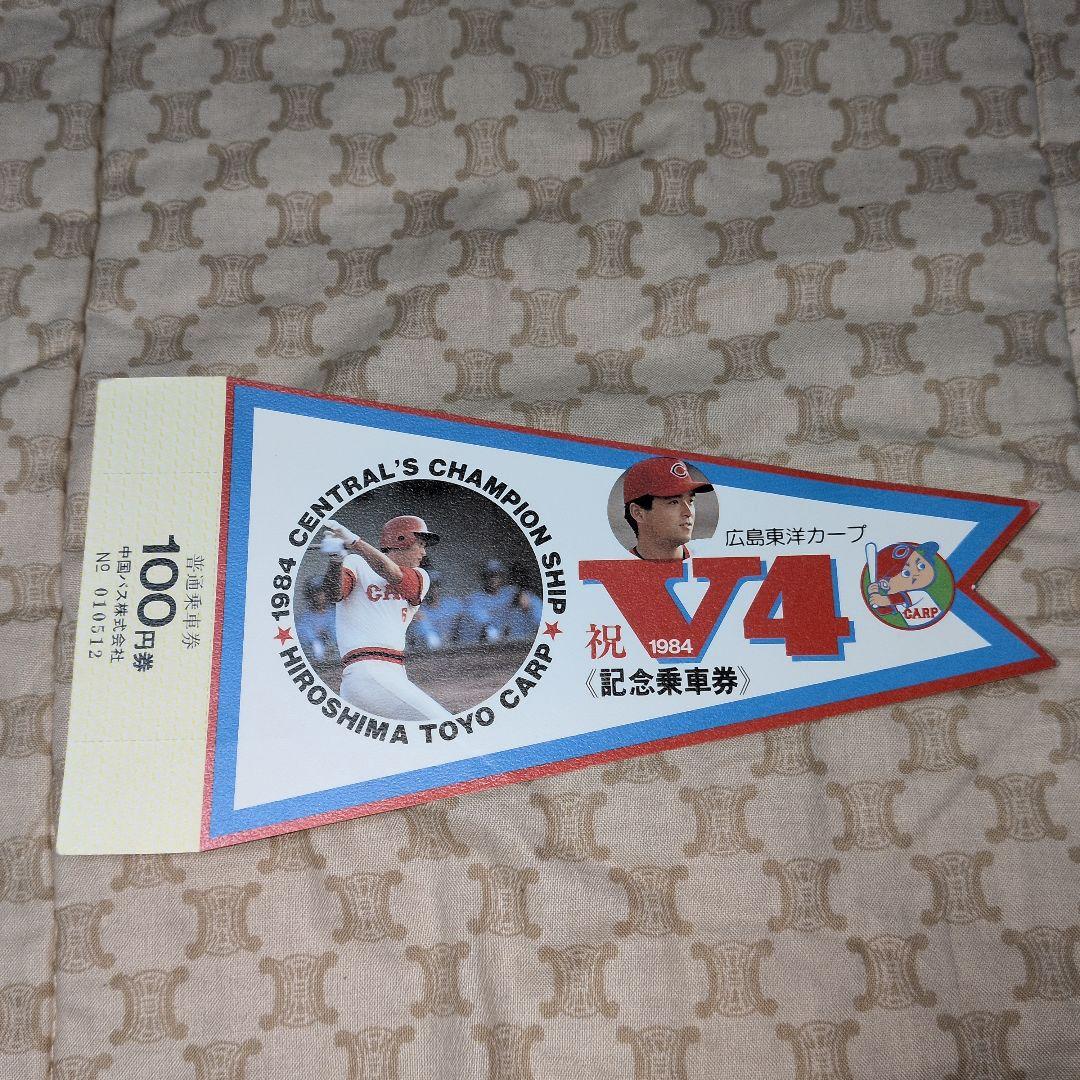 普通乗車券
100円券
中国バス株式会社
No 010512
★1984 CENTRAL'S CHAMPION SHIP★
HIROSHIMA TOYO CARP
CARP
6
C
広島東洋カープ
祝 V4
1984
《記念乗車券》
CARP